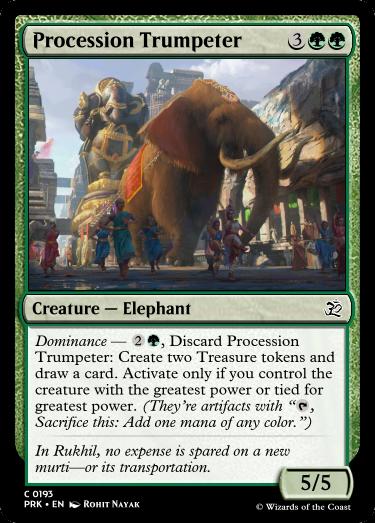 Procession Trumpeter 3
Creature — Elephant
Dominance — 2, Discard Procession
Trumpeter: Create two Treasure tokens and
draw a card. Activate only if you control the
creature with the greatest power or tied for
greatest power. (They're artifacts with “,
Sacrifice this: Add one mana of any color.”)
In Rukhil, no expense is spared on a new
murti—or its transportation.
5/5
C 0193
PRK • EN Rohit Nayak
© Wizards of the Coast